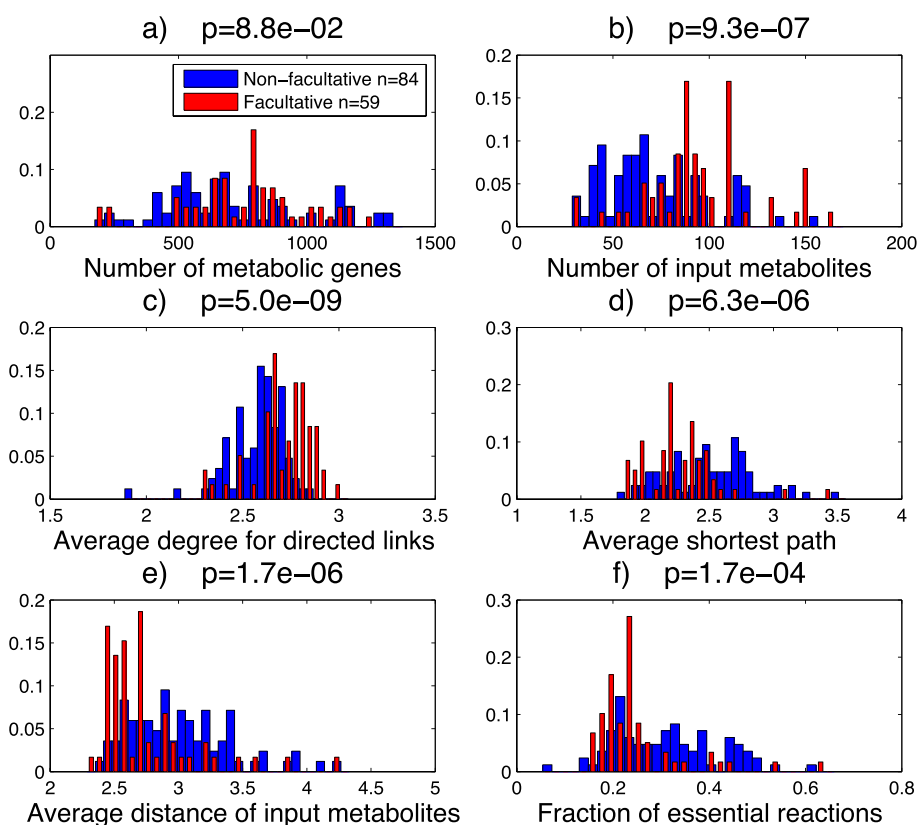 a) p=8.8e−02
b) p=9.3e−07
0.2
0.1
0
Non−facultative n=84
Facultative n=59
0 500 1000 1500
Number of metabolic genes
0.2
0.15
0.1
0.05
0
0 50 100 150 200
Number of input metabolites
c) p=5.0e−09
d) p=6.3e−06
0.2
0.15
0.1
0.05
0
1.5 2 2.5 3 3.5
Average degree for directed links
0.3
0.2
0.1
0
1 1.5 2 2.5 3 3.5 4
Average shortest path
e) p=1.7e−06
f) p=1.7e−04
0.2
0.15
0.1
0.05
0
2 2.5 3 3.5 4 4.5 5
Average distance of input metabolites
0.3
0.2
0.1
0
0 0.2 0.4 0.6 0.8
Fraction of essential reactions